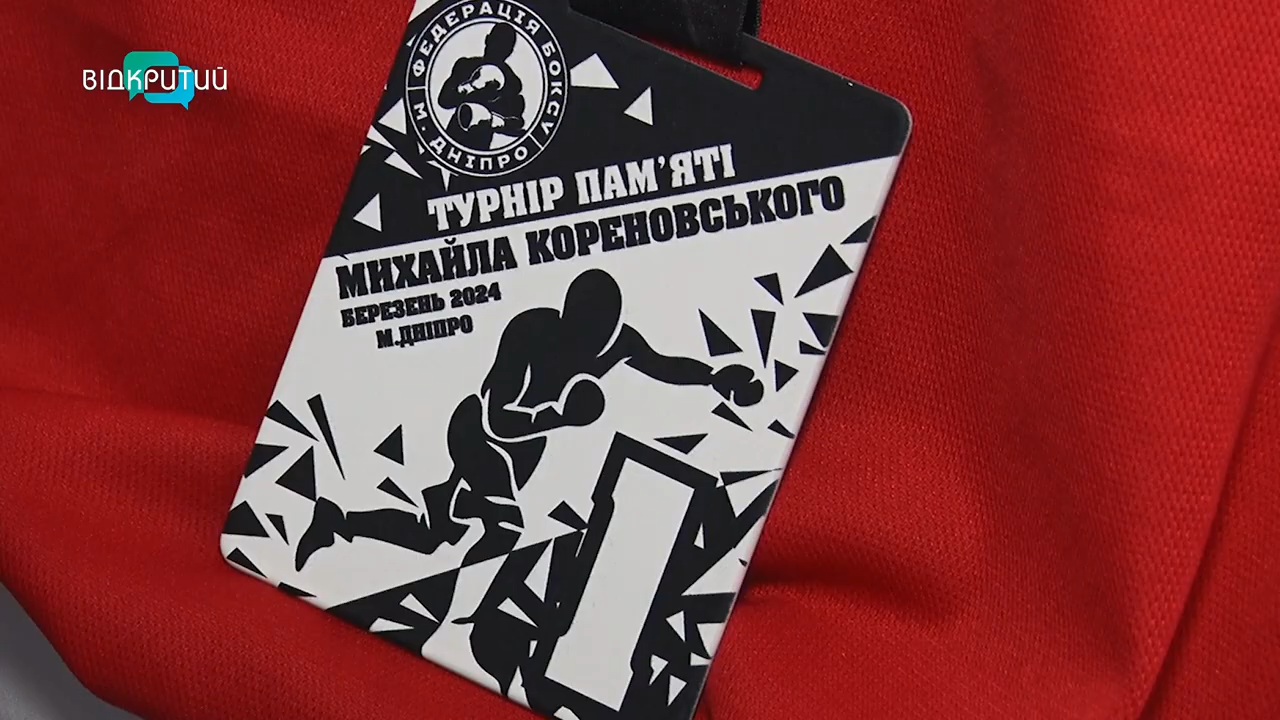 ВІДКРИТИЙ
ФЕДЕРАЦІЯ БОКСУ
М. ДНІПРО
ТУРНІР ПАМ'ЯТІ
МИХАЙЛА КОРЕНОВСЬКОГО
БЕРЕЗЕНЬ 2024
М.ДНІПРО